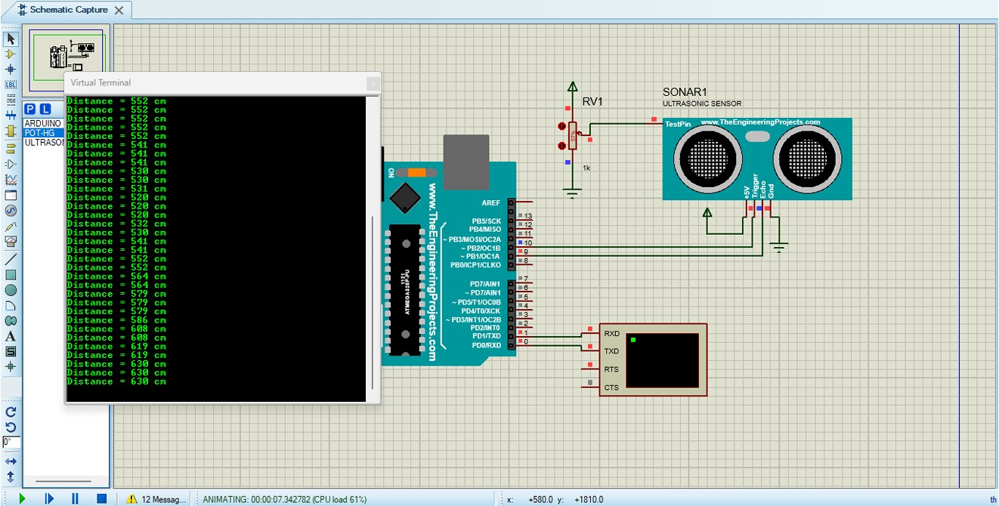 Schematic Capture
LBL
P L
ARDUINO
POT-HG
ULTRASON
0°
Virtual Terminal
Distance = 552 cm
Distance = 552 cm
Distance = 552 cm
Distance = 552 cm
Distance = 552 cm
Distance = 541 cm
Distance = 541 cm
Distance = 541 cm
Distance = 530 cm
Distance = 530 cm
Distance = 531 cm
Distance = 520 cm
Distance = 520 cm
Distance = 520 cm
Distance = 532 cm
Distance = 530 cm
Distance = 541 cm
Distance = 541 cm
Distance = 552 cm
Distance = 552 cm
Distance = 564 cm
Distance = 564 cm
Distance = 579 cm
Distance = 579 cm
Distance = 579 cm
Distance = 586 cm
Distance = 608 cm
Distance = 608 cm
Distance = 619 cm
Distance = 619 cm
Distance = 630 cm
Distance = 630 cm
Distance = 630 cm
ON
www.TheEngineeringProjects.com
ATMEGA328P-PU
1121
AREF
PB5/SCK 13
PB4/MISO 12
~ PB3/MOSI/OC2A 11
~ PB2/OC1B 10
~ PB1/OC1A 9
PB0/ICP1/CLKO 8
PD7/AIN1 7
~ PD7/AIN1 6
~ PD5/T1/OC0B 5
PD4/T0/XCK 4
~ PD3/INT1/OC2B 3
PD2/INT0 2
PD1/TXD 1
PD0/RXD 0
RV1
1k
SONAR1
ULTRASONIC SENSOR
TestPin
www.TheEngineeringProjects.com
+5V
Trigger
Echo
Gnd
RXD
TXD
RTS
CTS
12 Messag...
ANIMATING: 00:00:07.342782 (CPU load 61%)
x: +580.0 y: +1810.0
th